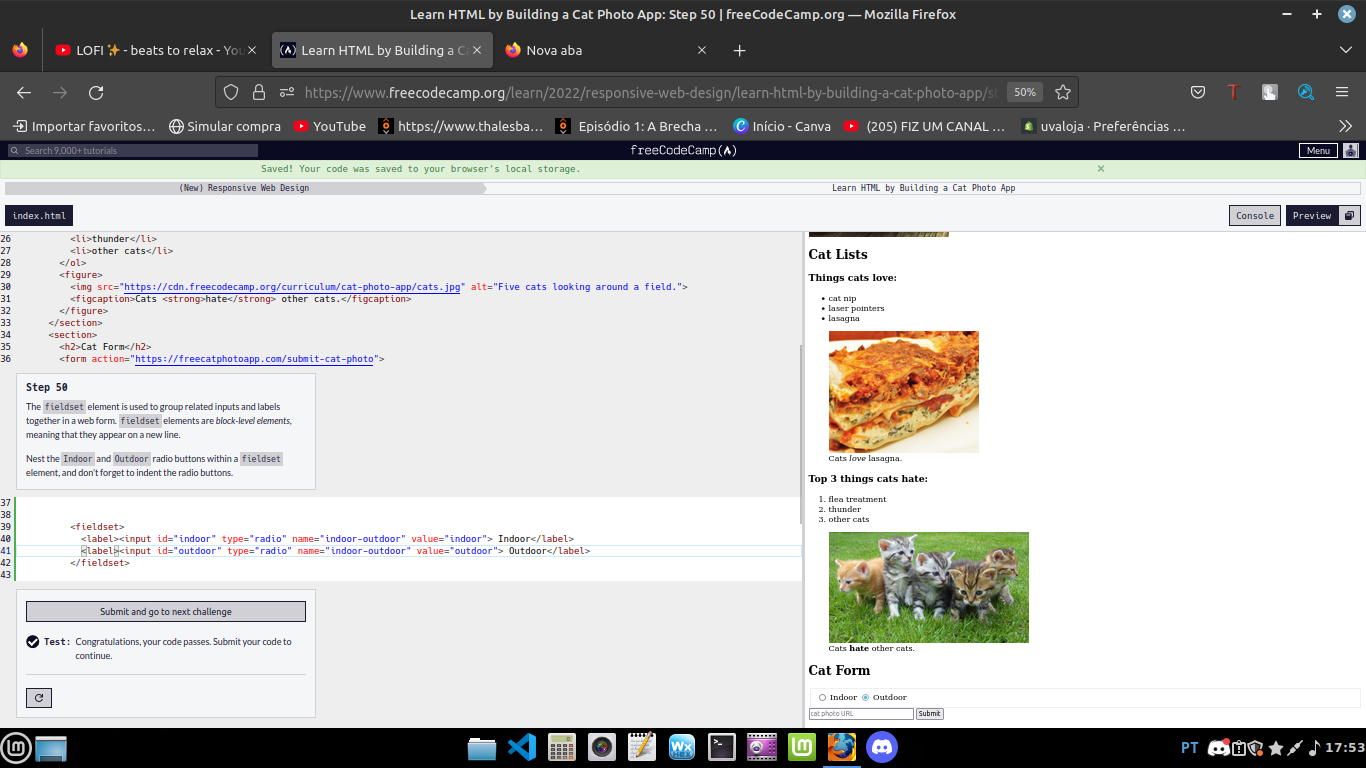 Learn HTML by Building a Cat Photo App: Step 50 | freeCodeCamp.org — Mozilla Firefox
LOFI✨ - beats to relax - You
Learn HTML by Building a Ca
Nova aba
https://www.freecodecamp.org/learn/2022/responsive-web-design/learn-html-by-building-a-cat-photo-app/st
50%
Importar favoritos…
Simular compra
YouTube
https://www.thalesba…
Episódio 1: A Brecha …
Início - Canva
(205) FIZ UM CANAL …
uvaloja · Preferências …
Search 9,000+ tutorials
freeCodeCamp
Menu
Saved! Your code was saved to your browser's local storage.
×
(New) Responsive Web Design
Learn HTML by Building a Cat Photo App
index.html
Console
Preview
26 <li>thunder</li>
27 <li>other cats</li>
28 </ol>
29 <figure>
30 <img src="https://cdn.freecodecamp.org/curriculum/cat-photo-app/cats.jpg" alt="Five cats looking around a field.">
31 <figcaption>Cats <strong>hate</strong> other cats.</figcaption>
32 </figure>
33 </section>
34 <section>
35 <h2>Cat Form</h2>
36 <form action="https://freecatphotoapp.com/submit-cat-photo">
Step 50
The fieldset element is used to group related inputs and labels
together in a web form. fieldset elements are block-level elements,
meaning that they appear on a new line.
Nest the Indoor and Outdoor radio buttons within a fieldset
element, and don't forget to indent the radio buttons.
37
38
39 <fieldset>
40 <label><input id="indoor" type="radio" name="indoor-outdoor" value="indoor"> Indoor</label>
41 <label><input id="outdoor" type="radio" name="indoor-outdoor" value="outdoor"> Outdoor</label>
42 </fieldset>
43
Submit and go to next challenge
Test: Congratulations, your code passes. Submit your code to
continue.
Cat Lists
Things cats love:
• cat nip
• laser pointers
• lasagna
Cats love lasagna.
Top 3 things cats hate:
1. flea treatment
2. thunder
3. other cats
Cats hate other cats.
Cat Form
Indoor
Outdoor
cat photo URL
Submit
PT
17:53